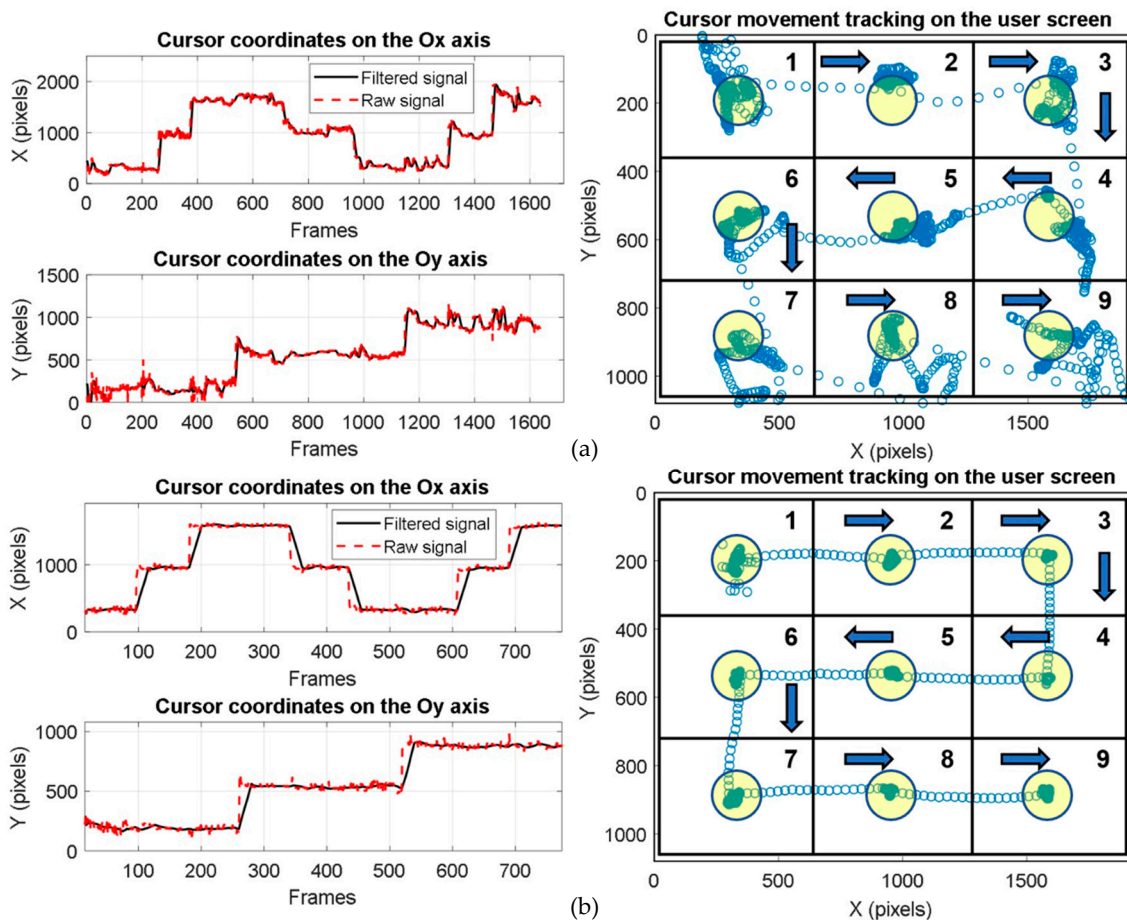 Cursor coordinates on the Ox axis
Filtered signal
Raw signal
X (pixels)
2000
1000
0
0 200 400 600 800 1000 1200 1400 1600
Frames
Cursor coordinates on the Oy axis
Y (pixels)
1500
1000
500
0
0 200 400 600 800 1000 1200 1400 1600
Frames
Cursor movement tracking on the user screen
Y (pixels)
0
200
400
600
800
1000
1 2 3
6 5 4
7 8 9
0 500 1000 1500
X (pixels)
(a)
Cursor coordinates on the Ox axis
Filtered signal
Raw signal
X (pixels)
1000
0
100 200 300 400 500 600 700
Frames
Cursor coordinates on the Oy axis
Y (pixels)
1000
500
0
100 200 300 400 500 600 700
Frames
Cursor movement tracking on the user screen
Y (pixels)
0
200
400
600
800
1000
1 2 3
6 5 4
7 8 9
0 500 1000 1500
X (pixels)
(b)